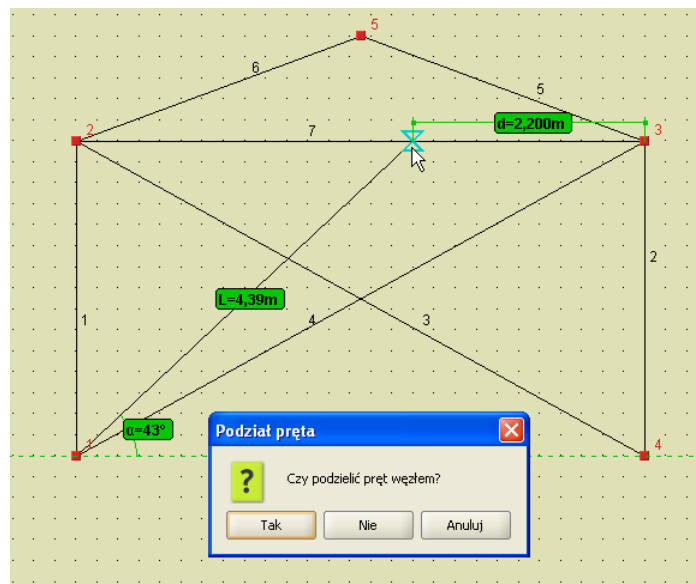 5
6
5
d=2,200m
2
7
3
2
L=4,39m
1
4
3
α=43°
1
4
Podział pręta
?
Czy podzielić pręt węzłem?
Tak
Nie
Anuluj